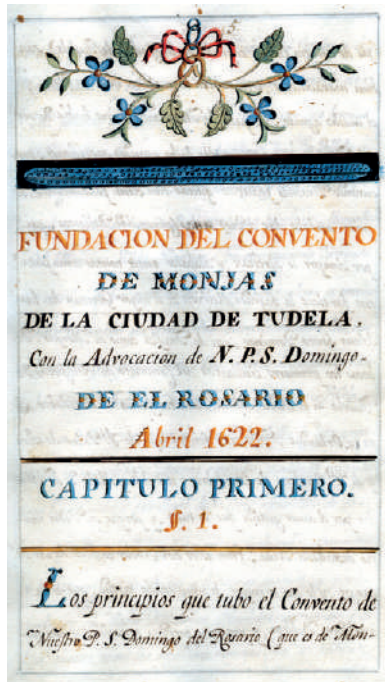 FUNDACION DEL CONVENTO
DE MONJAS
DE LA CIUDAD DE TUDELA.
Con la Advocacion de N. P. S. Domingo-
DE EL ROSARIO
Abril 1622.
CAPITULO PRIMERO.
§. 1.
Los principios que tubo el Convento de
Nuestro P. S. Domingo del Rosario (que es de Mon-